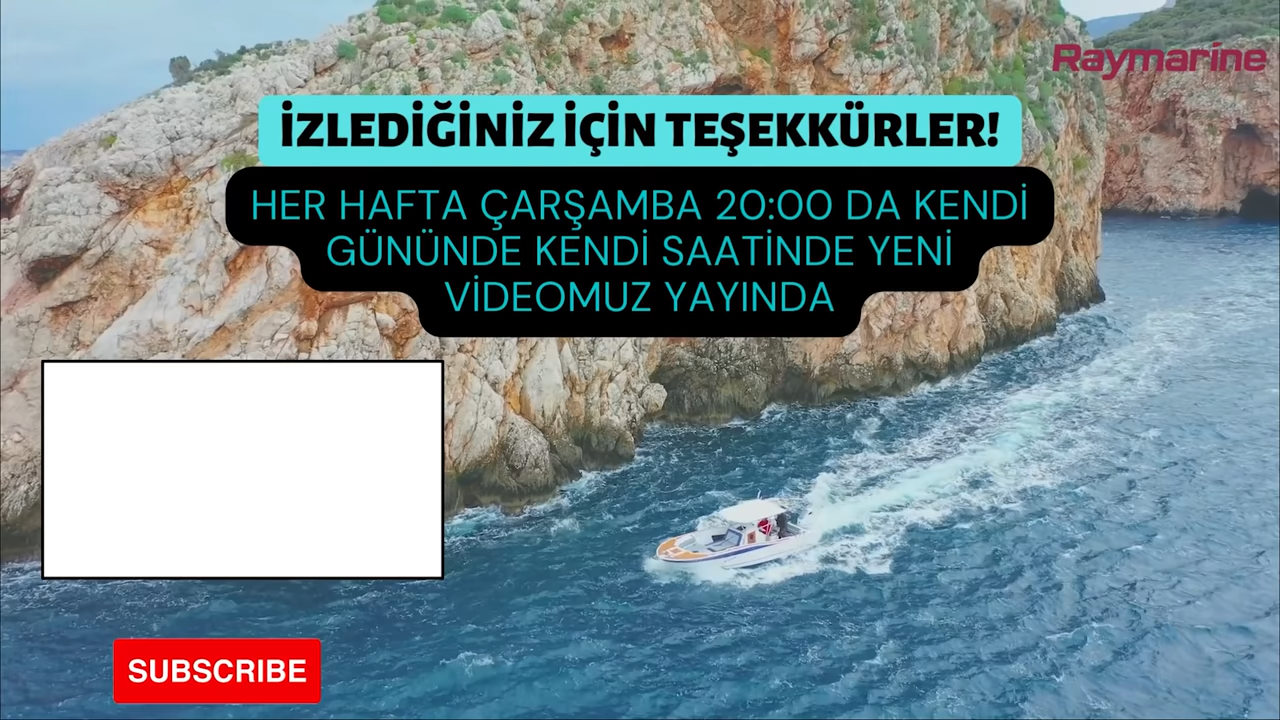 Raymarine
İZLEDİĞİNİZ İÇİN TEŞEKKÜRLER!
HER HAFTA ÇARŞAMBA 20:00 DA KENDİ
GÜNÜNDE KENDİ SAATİNDE YENİ
VİDEOMUZ YAYINDA
SUBSCRIBE